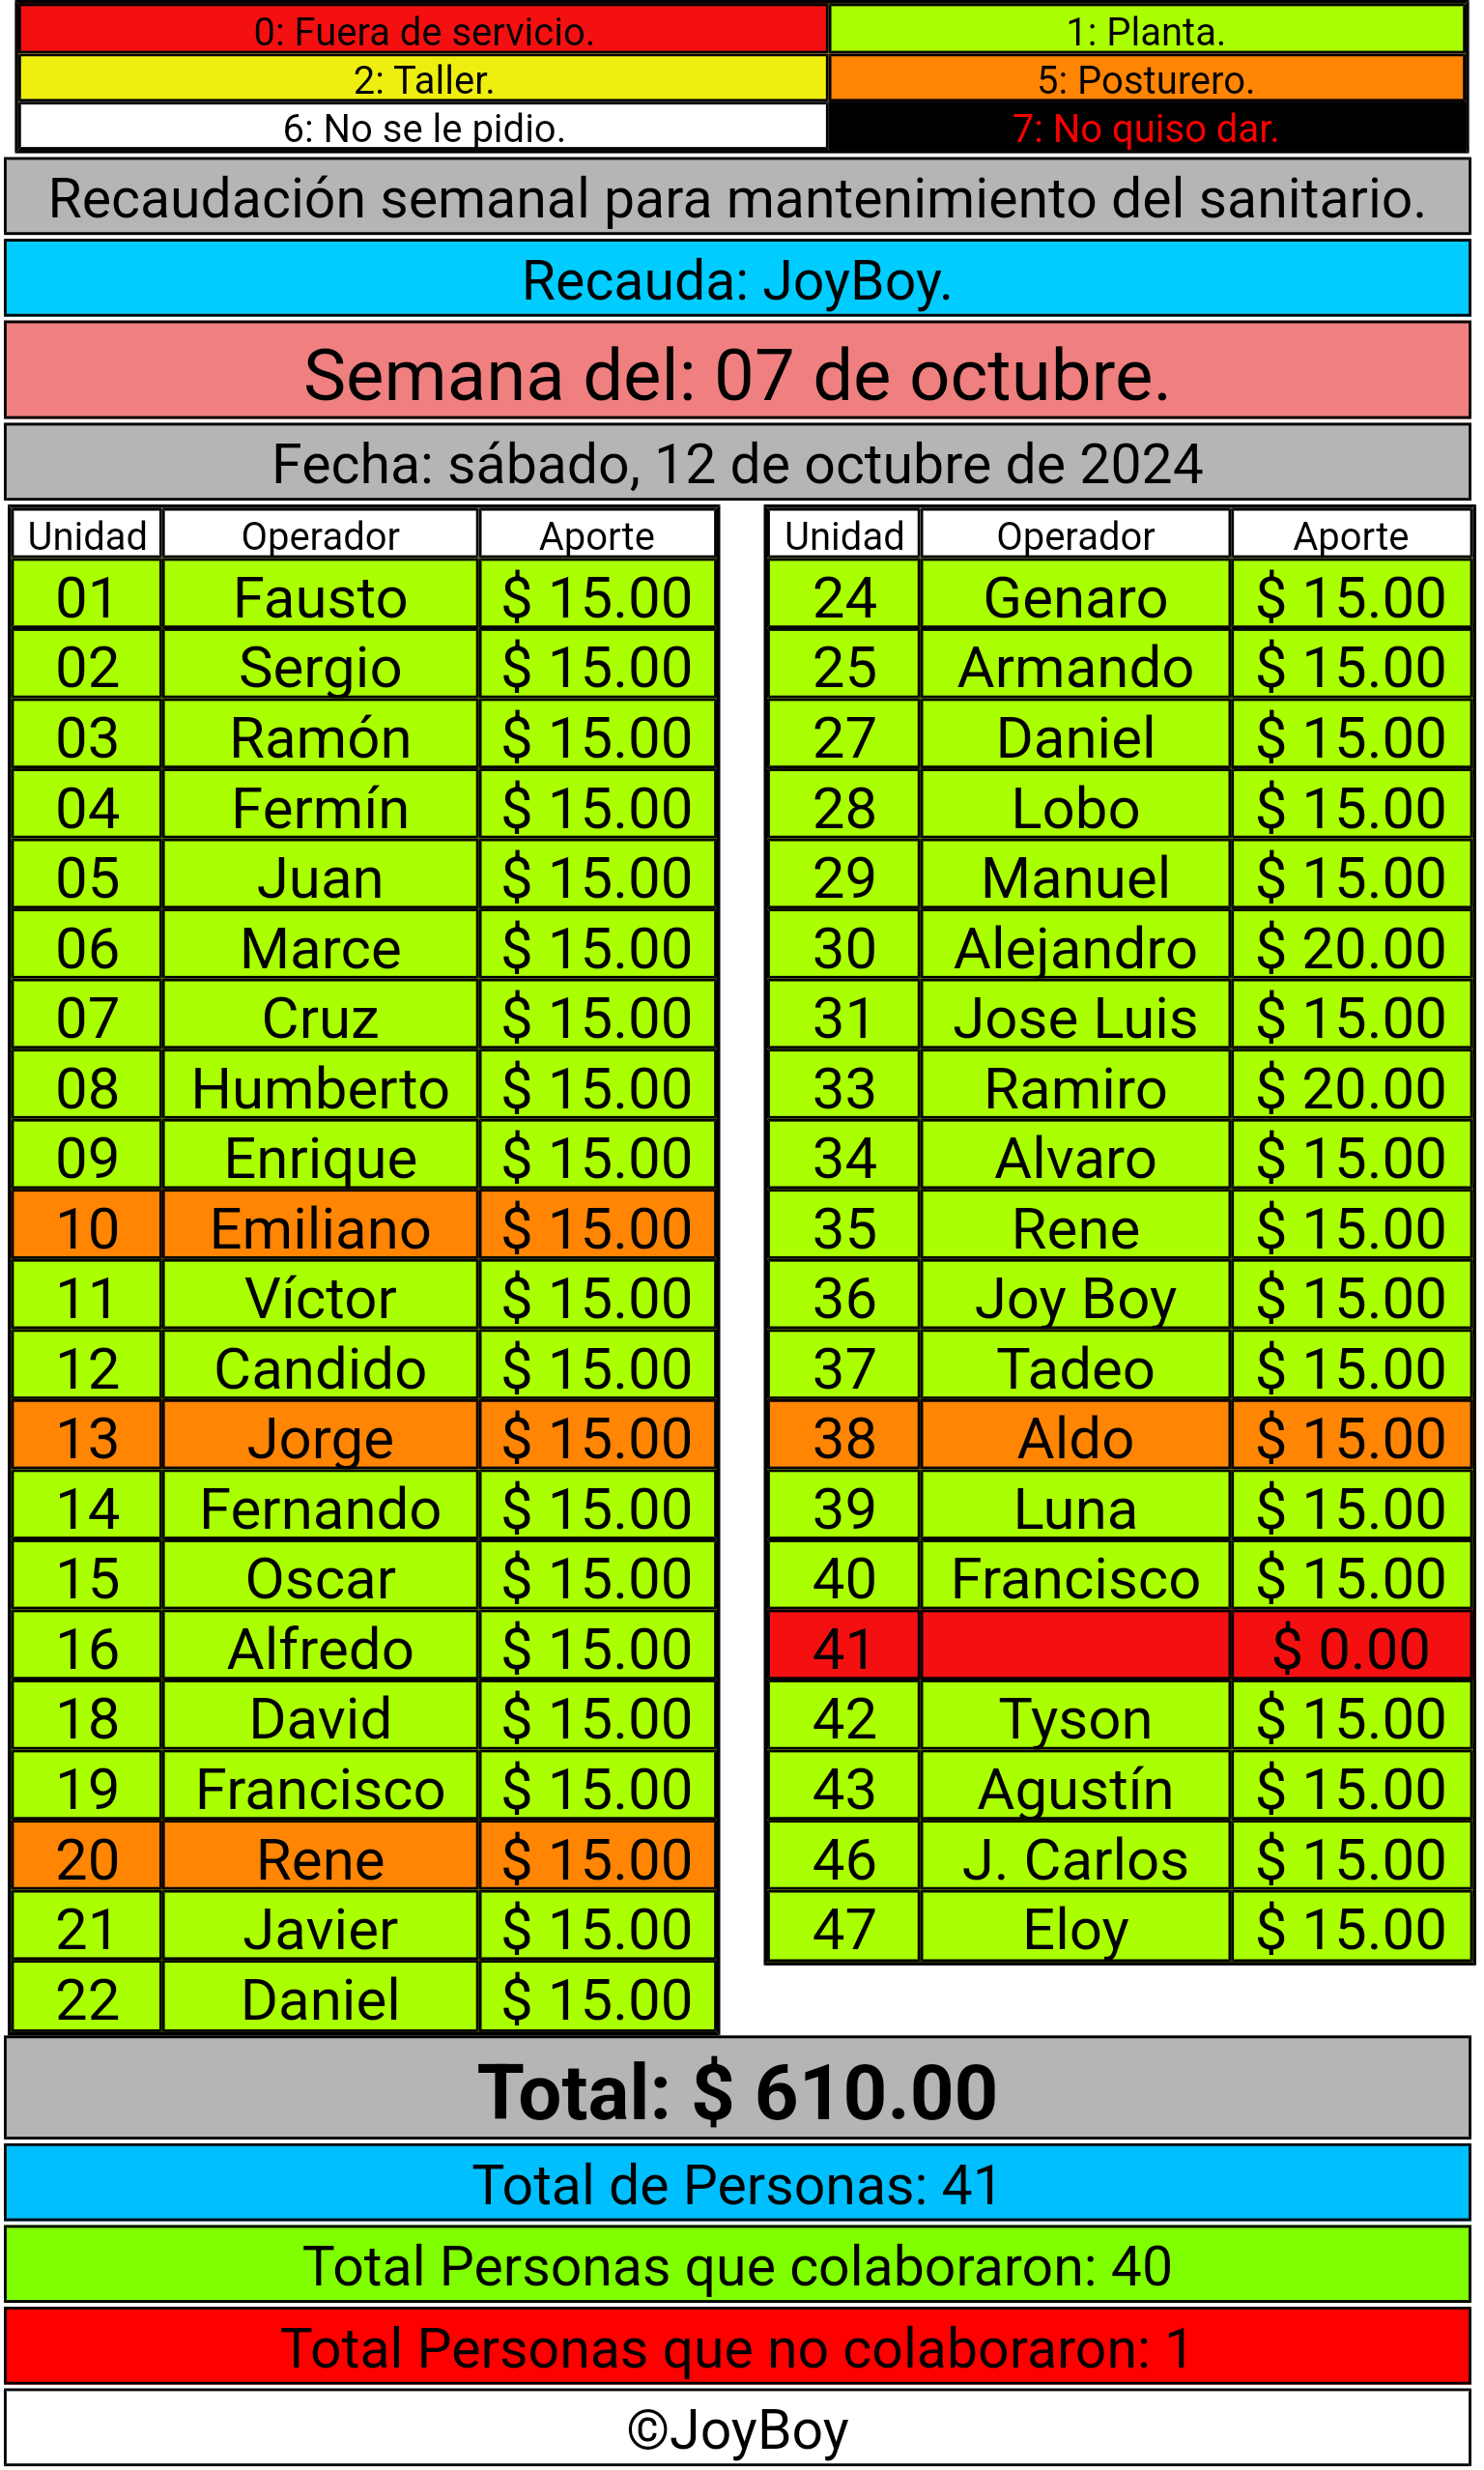 0: Fuera de servicio. 1: Planta.
2: Taller. 5: Posturero.
6: No se le pidio. 7: No quiso dar.
Recaudación semanal para mantenimiento del sanitario.
Recauda: JoyBoy.
Semana del: 07 de octubre.
Fecha: sábado, 12 de octubre de 2024
Unidad Operador Aporte
01 Fausto $ 15.00
02 Sergio $ 15.00
03 Ramón $ 15.00
04 Fermín $ 15.00
05 Juan $ 15.00
06 Marce $ 15.00
07 Cruz $ 15.00
08 Humberto $ 15.00
09 Enrique $ 15.00
10 Emiliano $ 15.00
11 Víctor $ 15.00
12 Candido $ 15.00
13 Jorge $ 15.00
14 Fernando $ 15.00
15 Oscar $ 15.00
16 Alfredo $ 15.00
18 David $ 15.00
19 Francisco $ 15.00
20 Rene $ 15.00
21 Javier $ 15.00
22 Daniel $ 15.00
Unidad Operador Aporte
24 Genaro $ 15.00
25 Armando $ 15.00
27 Daniel $ 15.00
28 Lobo $ 15.00
29 Manuel $ 15.00
30 Alejandro $ 20.00
31 Jose Luis $ 15.00
33 Ramiro $ 20.00
34 Alvaro $ 15.00
35 Rene $ 15.00
36 Joy Boy $ 15.00
37 Tadeo $ 15.00
38 Aldo $ 15.00
39 Luna $ 15.00
40 Francisco $ 15.00
41 $ 0.00
42 Tyson $ 15.00
43 Agustín $ 15.00
46 J. Carlos $ 15.00
47 Eloy $ 15.00
Total: $ 610.00
Total de Personas: 41
Total Personas que colaboraron: 40
Total Personas que no colaboraron: 1
©JoyBoy